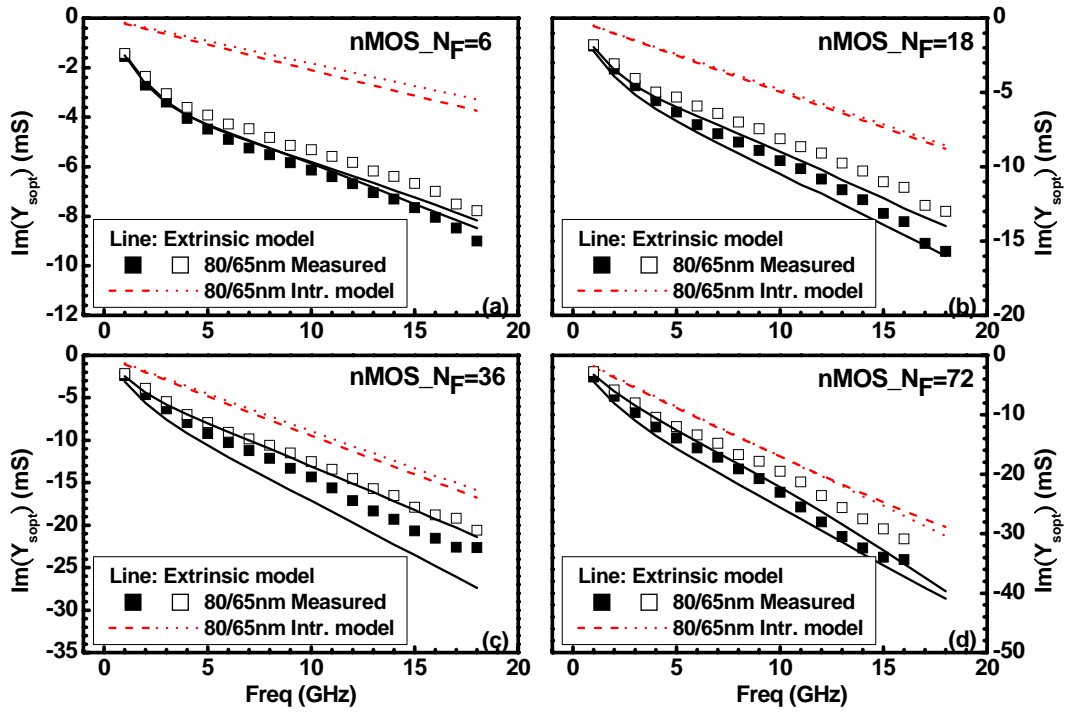 nMOS_N_F=6
Im(Y_sopt) (mS)
0
-2
-4
-6
-8
-10
-12
Line: Extrinsic model
80/65nm Measured
80/65nm Intr. model
(a)
0 5 10 15 20
nMOS_N_F=18
Im(Y_sopt) (mS)
0
-5
-10
-15
-20
Line: Extrinsic model
80/65nm Measured
80/65nm Intr. model
(b)
0 5 10 15 20
nMOS_N_F=36
Im(Y_sopt) (mS)
0
-5
-10
-15
-20
-25
-30
-35
Line: Extrinsic model
80/65nm Measured
80/65nm Intr. model
(c)
0 5 10 15 20
Freq (GHz)
nMOS_N_F=72
Im(Y_sopt) (mS)
0
-10
-20
-30
-40
-50
Line: Extrinsic model
80/65nm Measured
80/65nm Intr. model
(d)
0 5 10 15 20
Freq (GHz)